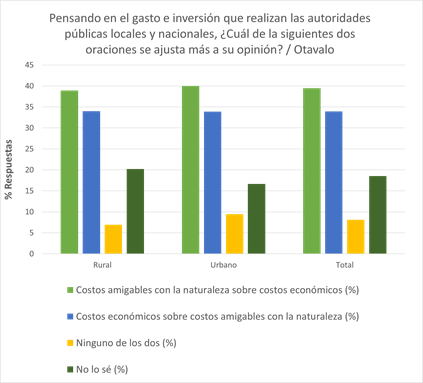 Pensando en el gasto e inversión que realizan las autoridades
públicas locales y nacionales, ¿Cuál de la siguientes dos
oraciones se ajusta más a su opinión? / Otavalo
% Respuestas
45
40
35
30
25
20
15
10
5
0
Rural
Urbano
Total
Costos amigables con la naturaleza sobre costos económicos (%)
Costos económicos sobre costos amigables con la naturaleza (%)
Ninguno de los dos (%)
No lo sé (%)